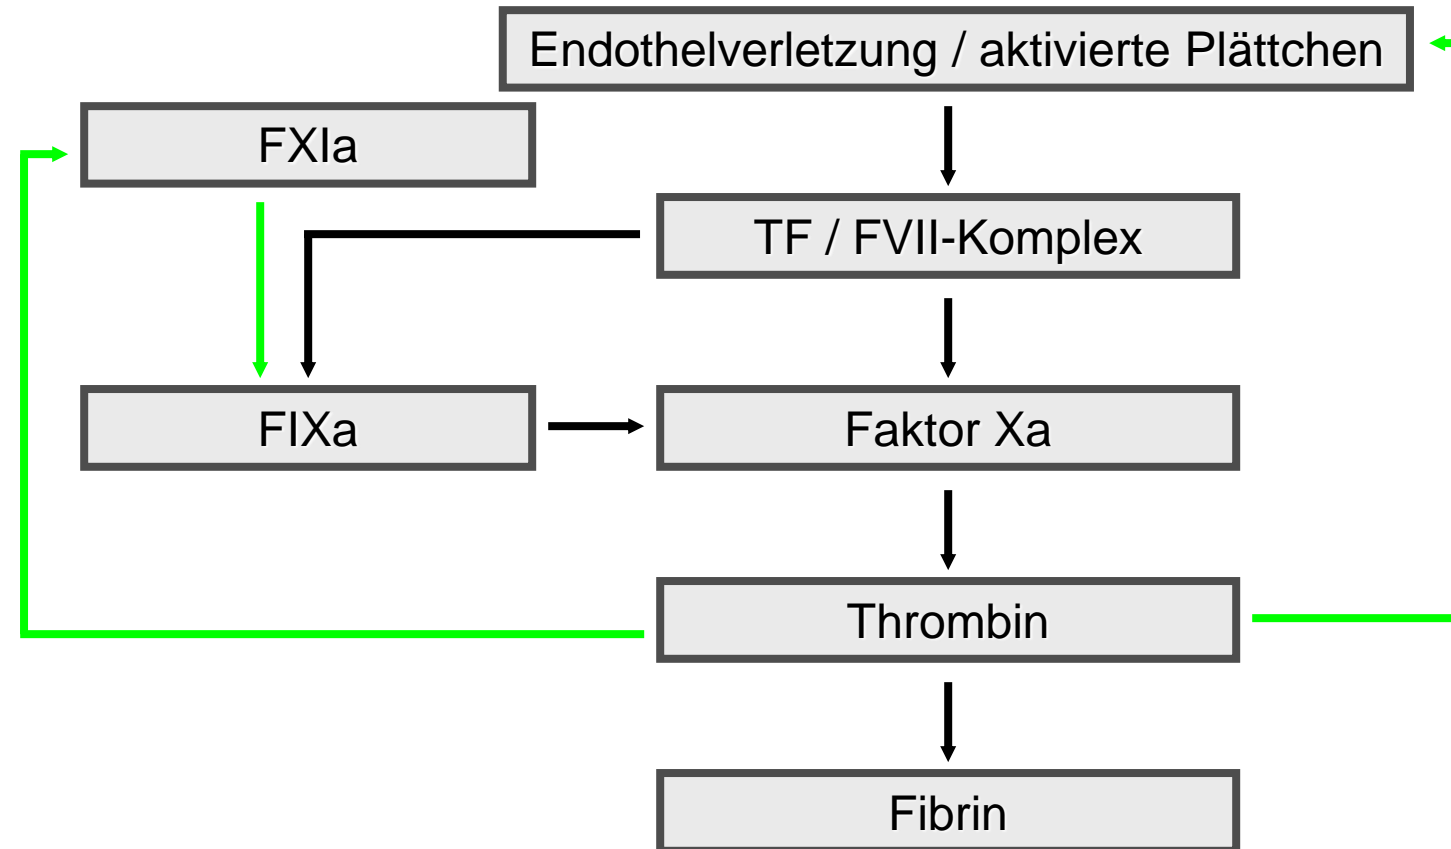 Endothelverletzung / aktivierte Plättchen
FXIa
TF / FVII-Komplex
FIXa
Faktor Xa
Thrombin
Fibrin